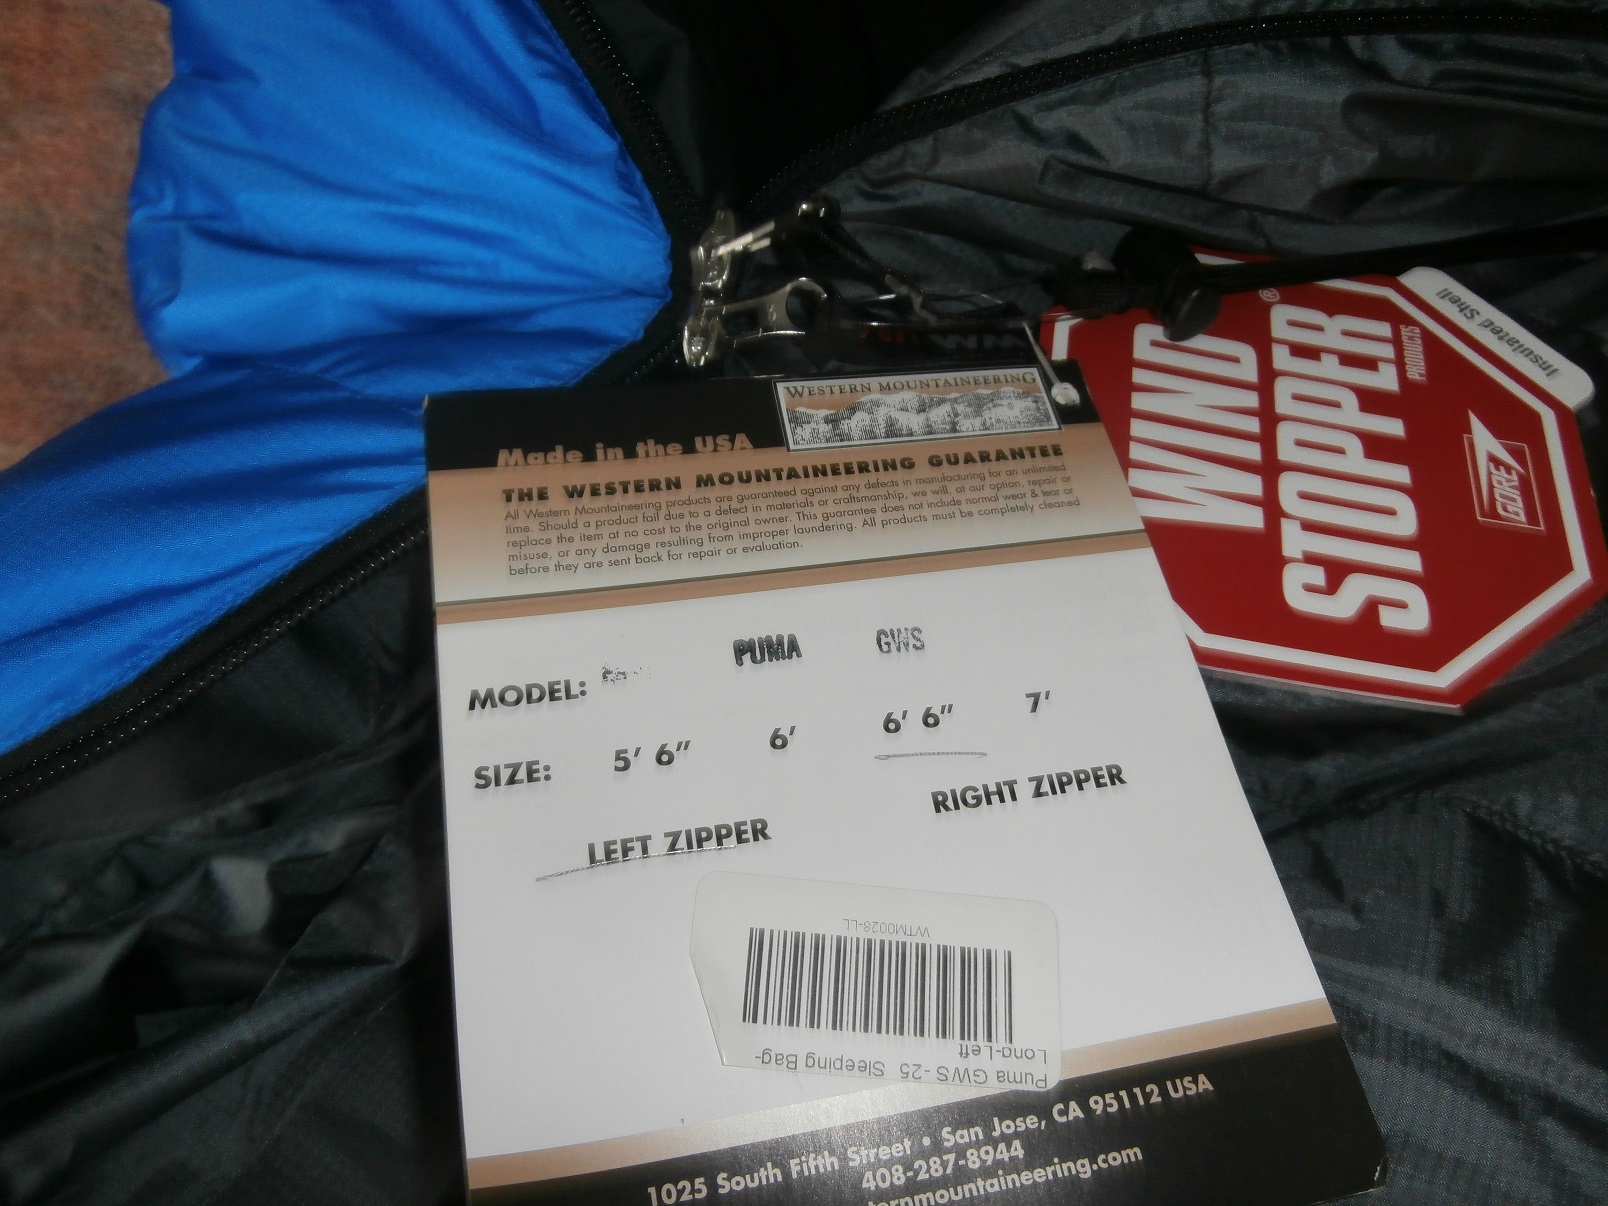 WESTERN MOUNTAINEERING
Made in the USA
THE WESTERN MOUNTAINEERING GUARANTEE
All Western Mountaineering products are guaranteed against any defects in manufacturing for an unlimited
time. Should a product fail due to a defect in materials or craftsmanship, we will, at our option, repair or
replace the item at no cost to the original owner. This guarantee does not include normal wear & tear or
misuse, or any damage resulting from improper laundering. All products must be completely cleaned
before they are sent back for repair or evaluation.
MODEL: PUMA GWS
SIZE: 5' 6" 6' 6' 6" 7'
LEFT ZIPPER RIGHT ZIPPER
Puma GWS -25 Sleeping Bag-
Long-Left
WTM0028-LL
1025 South Fifth Street • San Jose, CA 95112 USA
408-287-8944
ternmountaineering.com
WIND
STOPPER®
PRODUCTS
GORE
Insulated Shell
WM